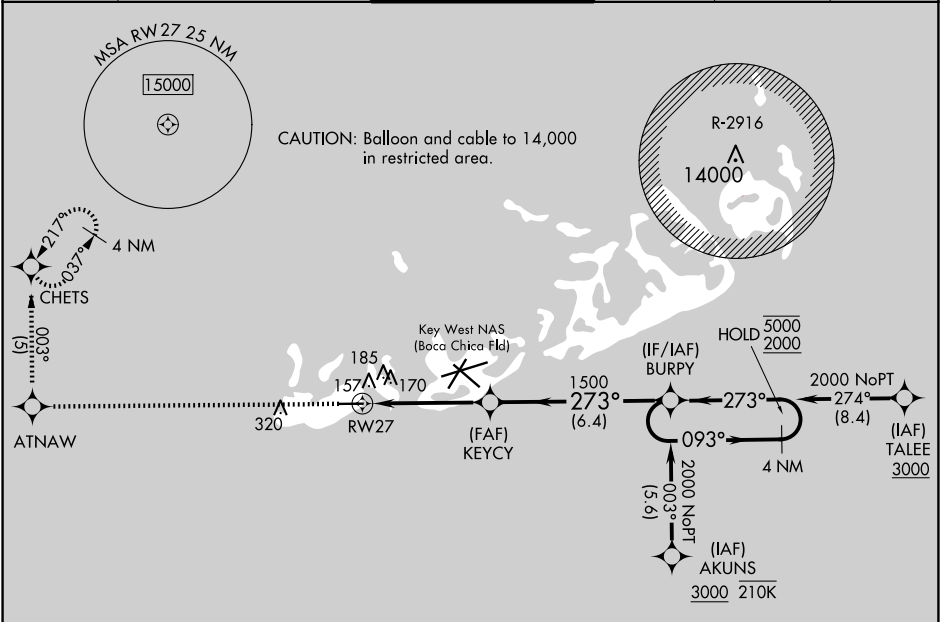 MSA RW27 25 NM
15000
CAUTION: Balloon and cable to 14,000
in restricted area.
R-2916
14000
217°
037°
4 NM
CHETS
003°
(5)
ATNAW
Key West NAS
(Boca Chica Fld)
185
157
170
320
RW27
(FAF)
KEYCY
1500
273°
(6.4)
(IF/IAF)
BURPY
HOLD
5000
2000
273°
093°
4 NM
2000 NoPT
274°
(8.4)
(IAF)
TALEE
3000
2000 NoPT
003°
(5.6)
(IAF)
AKUNS
3000 210K